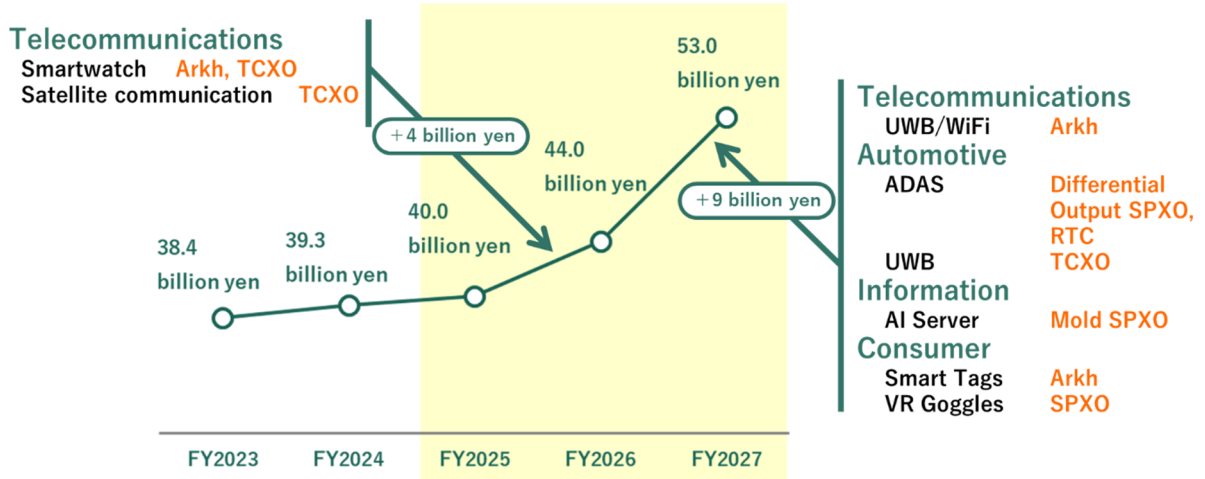 Telecommunications
Smartwatch Arkh, TCXO
Satellite communication TCXO
+4 billion yen
38.4
billion yen
39.3
billion yen
40.0
billion yen
44.0
billion yen
53.0
billion yen
+9 billion yen
Telecommunications
UWB/WiFi Arkh
Automotive
ADAS Differential
Output SPXO,
RTC
UWB TCXO
Information
AI Server Mold SPXO
Consumer
Smart Tags Arkh
VR Goggles SPXO
FY2023 FY2024 FY2025 FY2026 FY2027